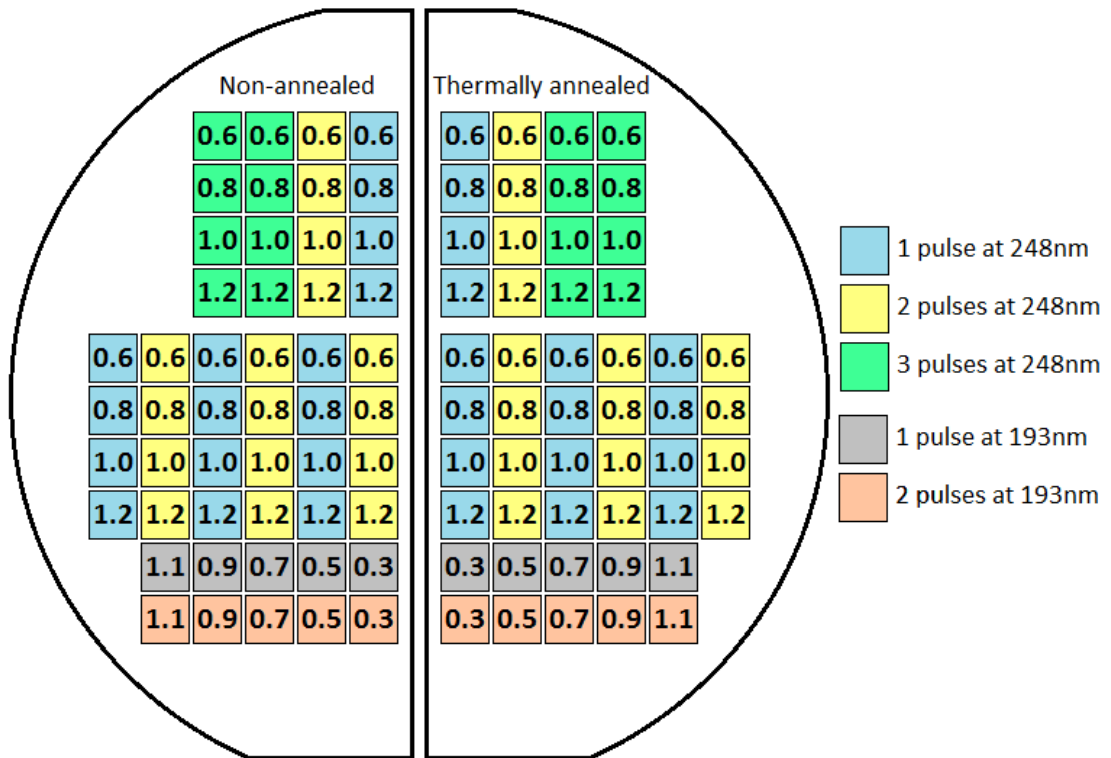 Non-annealed Thermally annealed
0.6 0.6 0.6 0.6 0.6 0.6 0.6 0.6
0.8 0.8 0.8 0.8 0.8 0.8 0.8 0.8
1.0 1.0 1.0 1.0 1.0 1.0 1.0 1.0
1.2 1.2 1.2 1.2 1.2 1.2 1.2 1.2
0.6 0.6 0.6 0.6 0.6 0.6 0.6 0.6 0.6 0.6 0.6 0.6
0.8 0.8 0.8 0.8 0.8 0.8 0.8 0.8 0.8 0.8 0.8 0.8
1.0 1.0 1.0 1.0 1.0 1.0 1.0 1.0 1.0 1.0 1.0 1.0
1.2 1.2 1.2 1.2 1.2 1.2 1.2 1.2 1.2 1.2 1.2 1.2
1.1 0.9 0.7 0.5 0.3 0.3 0.5 0.7 0.9 1.1
1.1 0.9 0.7 0.5 0.3 0.3 0.5 0.7 0.9 1.1
1 pulse at 248nm
2 pulses at 248nm
3 pulses at 248nm
1 pulse at 193nm
2 pulses at 193nm